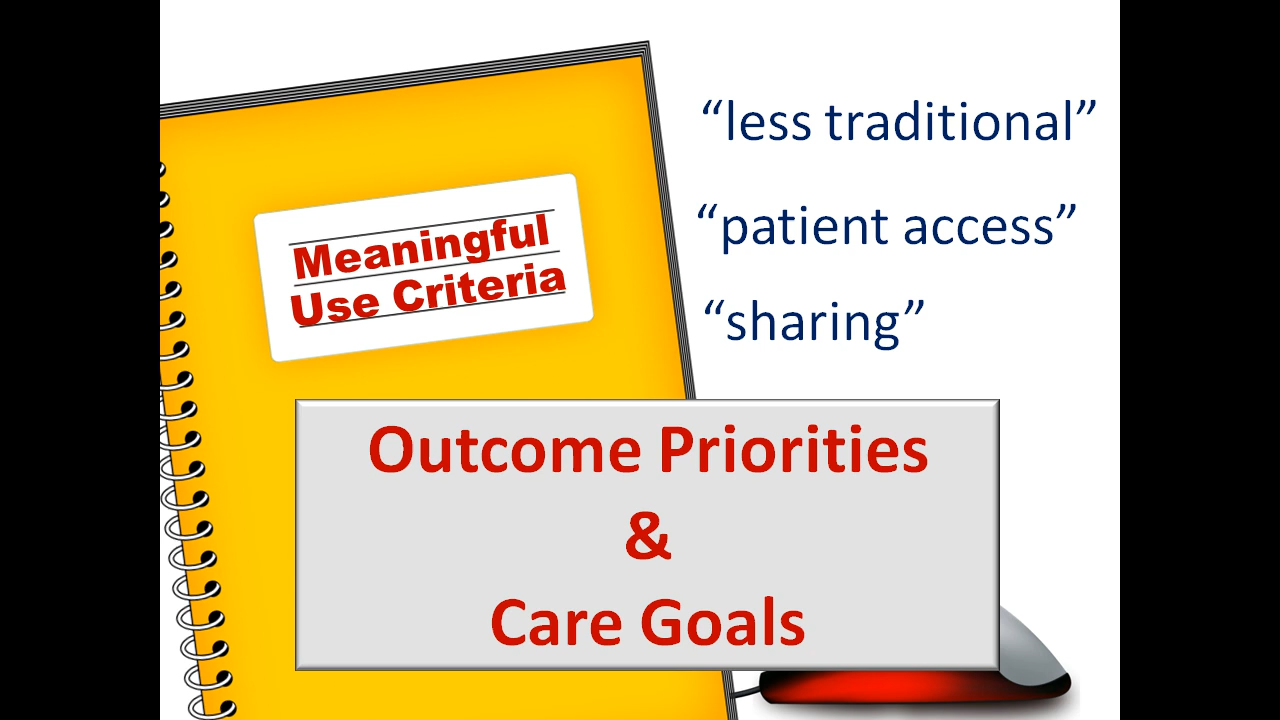 Meaningful
Use Criteria
“less traditional”
“patient access”
“sharing”
Outcome Priorities
&
Care Goals